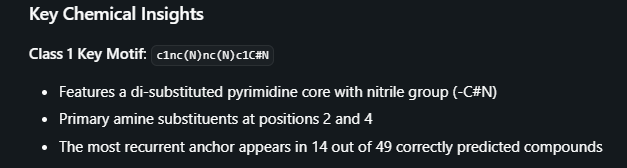 Key Chemical Insights
Class 1 Key Motif: c1nc(N)nc(N)c1C#N
Features a di-substituted pyrimidine core with nitrile group (-C#N)
Primary amine substituents at positions 2 and 4
The most recurrent anchor appears in 14 out of 49 correctly predicted compounds